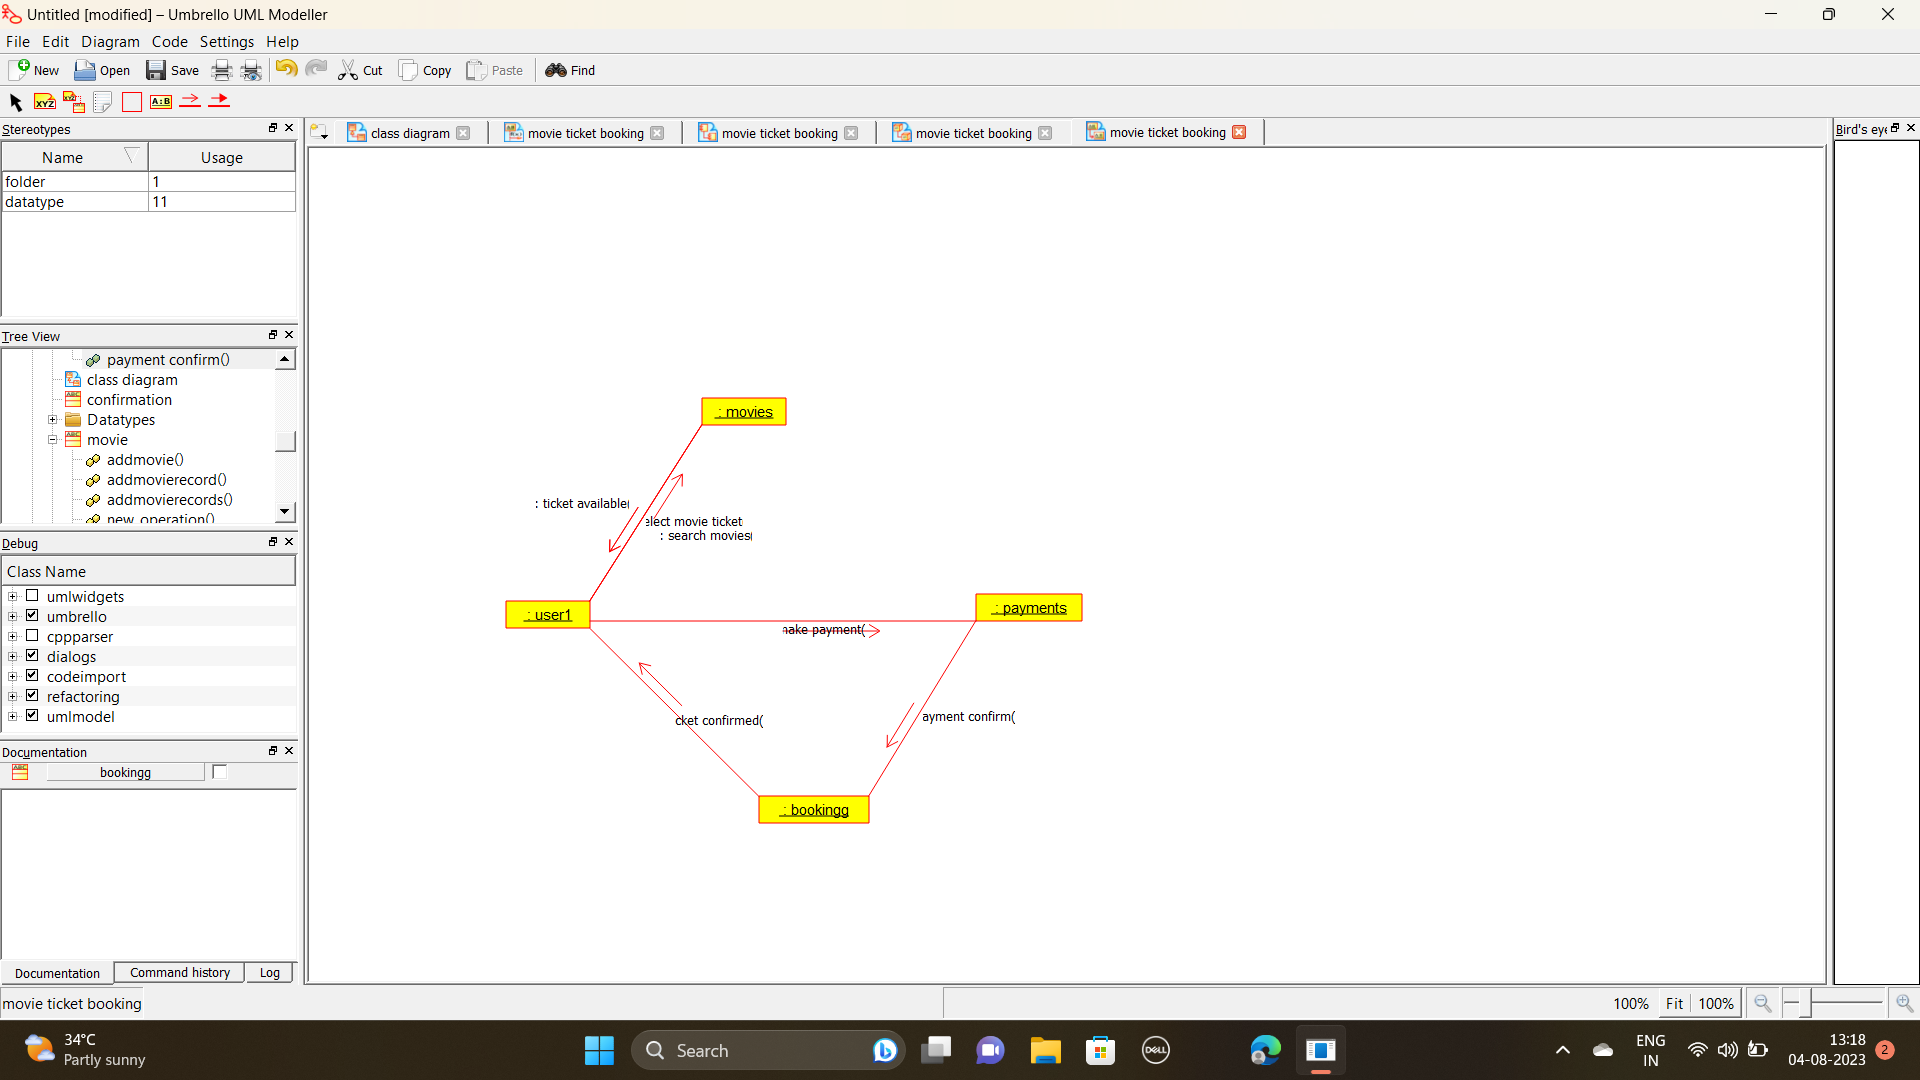 Untitled [modified] – Umbrello UML Modeller
File Edit Diagram Code Settings Help
New Open Save Cut Copy Paste Find
XYZ A:B
Stereotypes
Name Usage
folder 1
datatype 11
Tree View
payment confirm()
class diagram
confirmation
Datatypes
movie
addmovie()
addmovierecord()
addmovierecords()
new_operation()
Debug
Class Name
umlwidgets
umbrello
cppparser
dialogs
codeimport
refactoring
umlmodel
Documentation
bookingg
Documentation Command history Log
movie ticket booking
class diagram
movie ticket booking
movie ticket booking
movie ticket booking
movie ticket booking
: movies
: ticket available(
elect movie ticket
: search movies(
: user1
: payments
nake payment(
cket confirmed(
ayment confirm(
: bookingg
Bird's eye
100% Fit 100%
34°C
Partly sunny
Search
DELL
ENG
IN
13:18
04-08-2023
2